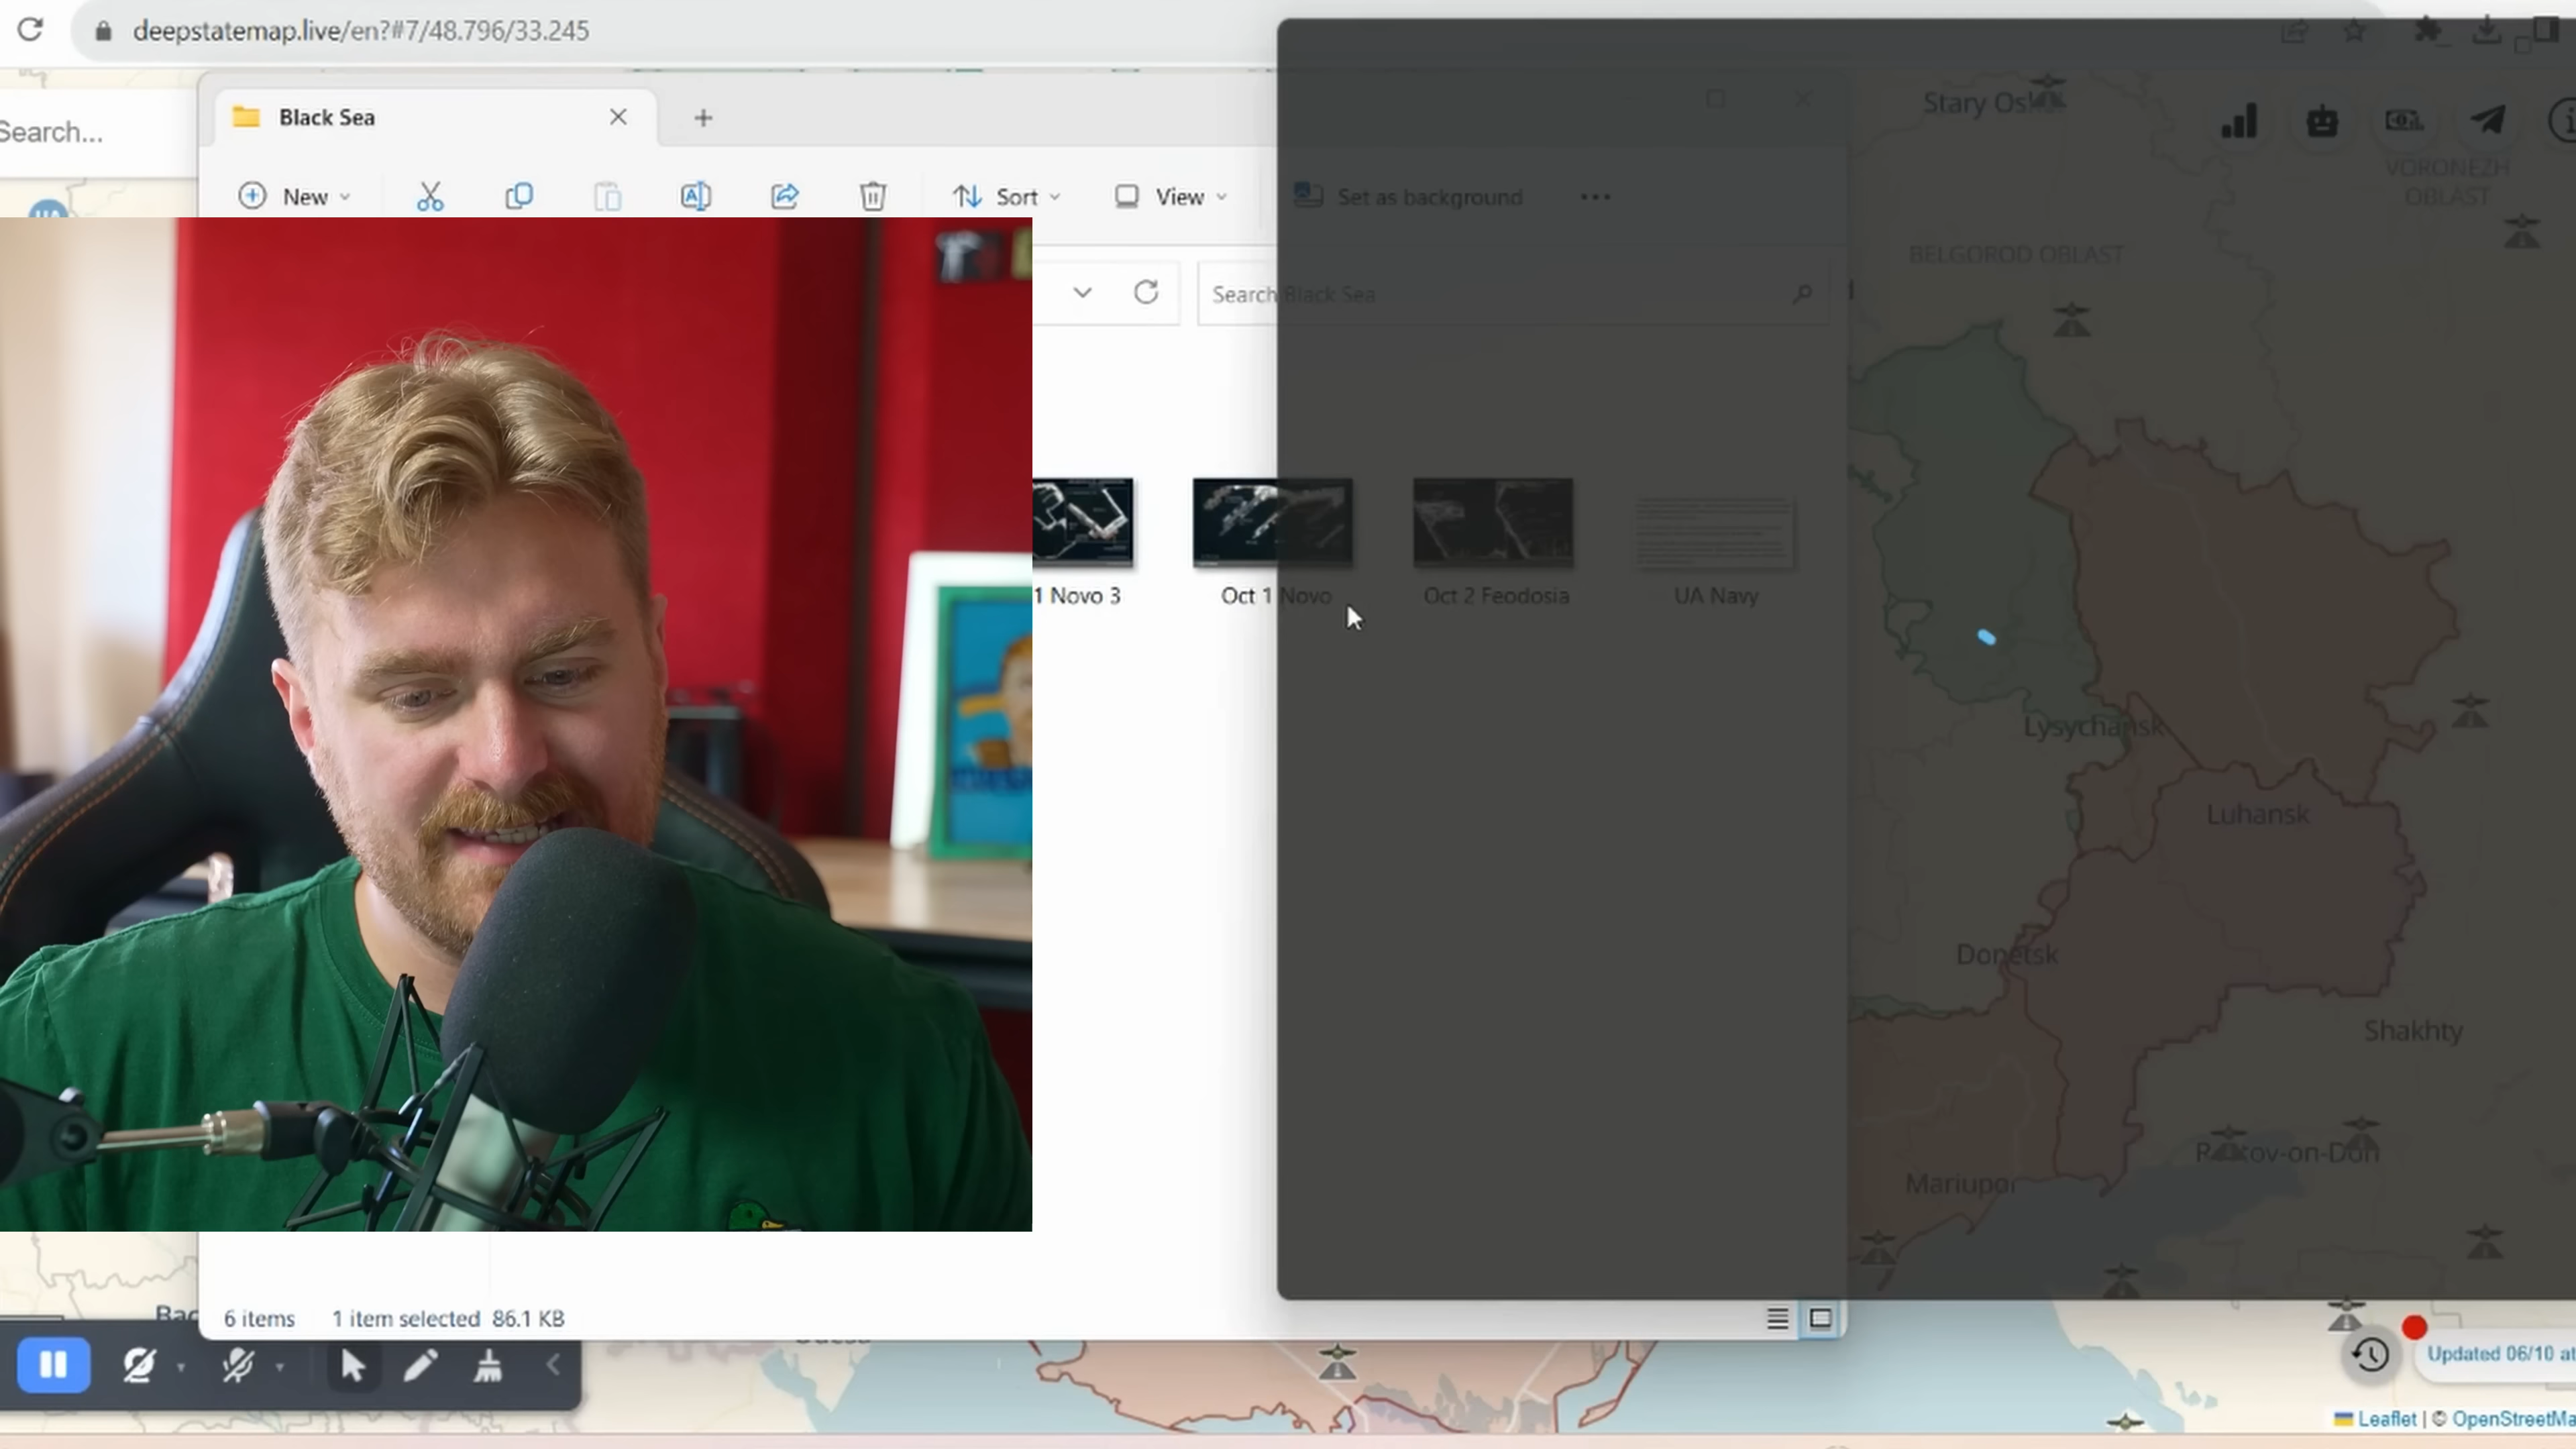 deepstatemap.live/en?#7/48.796/33.245
Search...
Black Sea
New
Sort
View
Set as background
Search Black Sea
1 Novo 3
Oct 1 Novo
Oct 2 Feodosia
UA Navy
6 items
1 item selected 86.1 KB
VORONEZH
OBLAST
BELGOROD OBLAST
Lysychansk
Luhansk
Donetsk
Shakhty
Mariupol
Updated 06/10 at
Leaflet | © OpenStreetMa